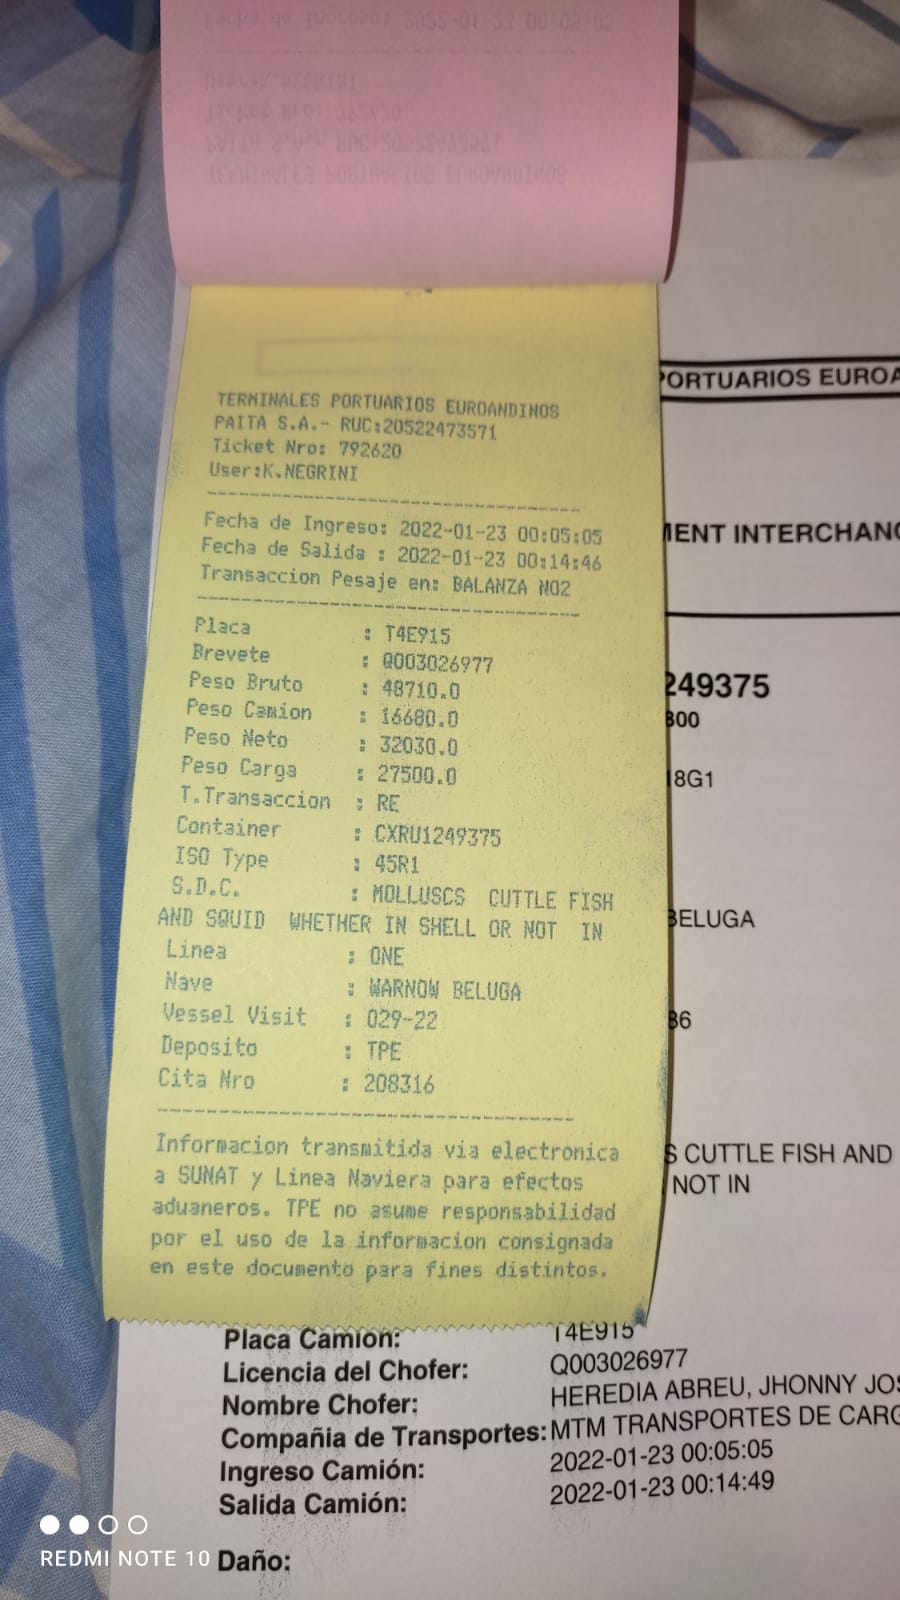 TERMINALES PORTUARIOS EUROANDINOS
PAITA S.A.- RUC:20522473571
Ticket Nro: 792620
User:K.NEGRINI
Fecha de Ingreso: 2022-01-23 00:05:05
Fecha de Salida : 2022-01-23 00:14:46
Transaccion Pesaje en: BALANZA NO2
Placa : T4E915
Brevete : Q003026977
Peso Bruto : 48710.0
Peso Camion : 16680.0
Peso Neto : 32030.0
Peso Carga : 27500.0
T.Transaccion : RE
Container : CXRU1249375
ISO Type : 45R1
S.D.C. : MOLLUSCS CUTTLE FISH
AND SQUID WHETHER IN SHELL OR NOT IN
Linea : ONE
Nave : WARNOW BELUGA
Vessel Visit : 029-22
Deposito : TPE
Cita Nro : 208316
Informacion transmitida via electronica
a SUNAT y Linea Naviera para efectos
aduaneros. TPE no asume responsabilidad
por el uso de la informacion consignada
en este documento para fines distintos.
PORTUARIOS EUROA
MENT INTERCHANG
249375
800
18G1
BELUGA
86
S CUTTLE FISH AND
NOT IN
Placa Camión: T4E915
Licencia del Chofer: Q003026977
Nombre Chofer: HEREDIA ABREU, JHONNY JOS
Compañia de Transportes: MTM TRANSPORTES DE CARG
Ingreso Camión: 2022-01-23 00:05:05
Salida Camión: 2022-01-23 00:14:49
Daño:
REDMI NOTE 10